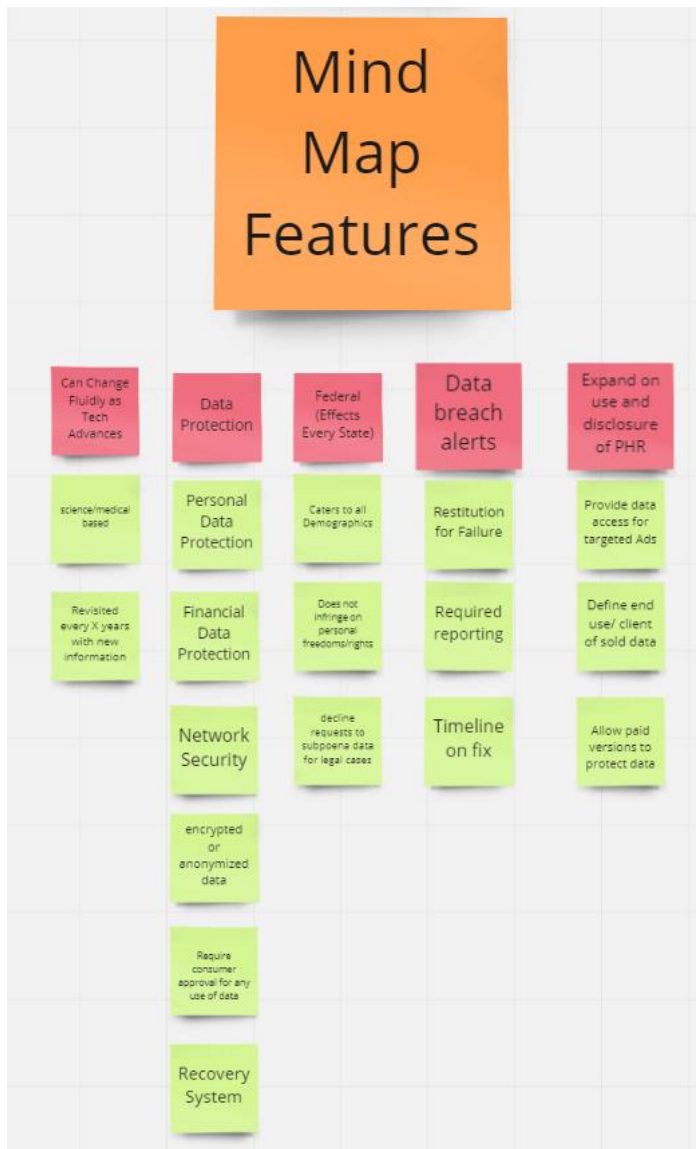 Mind
Map
Features
Can Change
Fluidly as
Tech
Advances
science/medical
based
Revisited
every X years
with new
information
Data
Protection
Personal
Data
Protection
Financial
Data
Protection
Network
Security
encrypted
or
anonymized
data
Require
consumer
approval for any
use of data
Recovery
System
Federal
(Effects
Every State)
Caters to all
Demographics
Does not
infringe on
personal
freedoms/rights
decline
requests to
subpoena data
for legal cases
Data
breach
alerts
Restitution
for Failure
Required
reporting
Timeline
on fix
Expand on
use and
disclosure
of PHR
Provide data
access for
targeted Ads
Define end
use/ client
of sold data
Allow paid
versions to
protect data